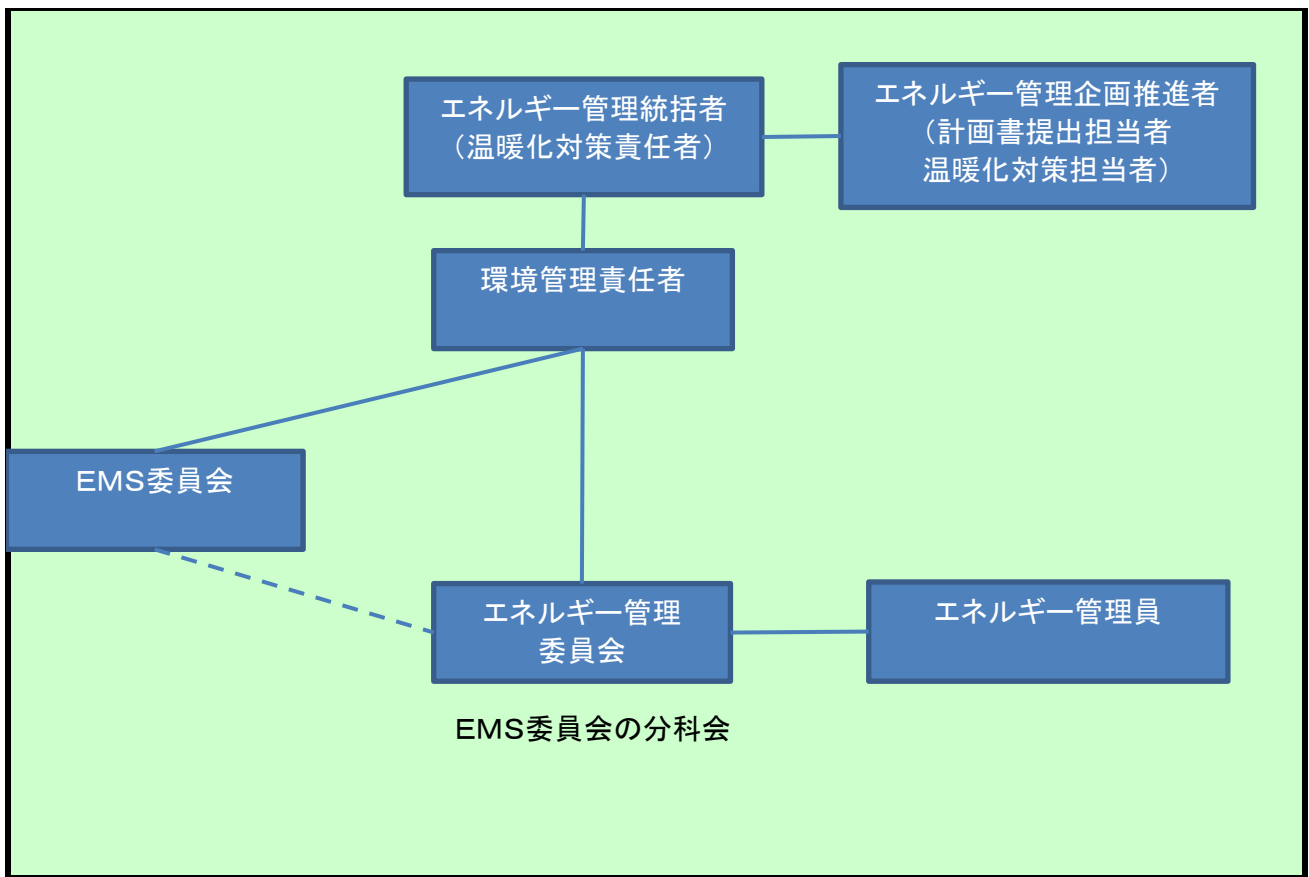 エネルギー管理統括者
（温暖化対策責任者）
エネルギー管理企画推進者
（計画書提出担当者
温暖化対策担当者）
環境管理責任者
ＥＭＳ委員会
エネルギー管理
委員会
エネルギー管理員
ＥＭＳ委員会の分科会